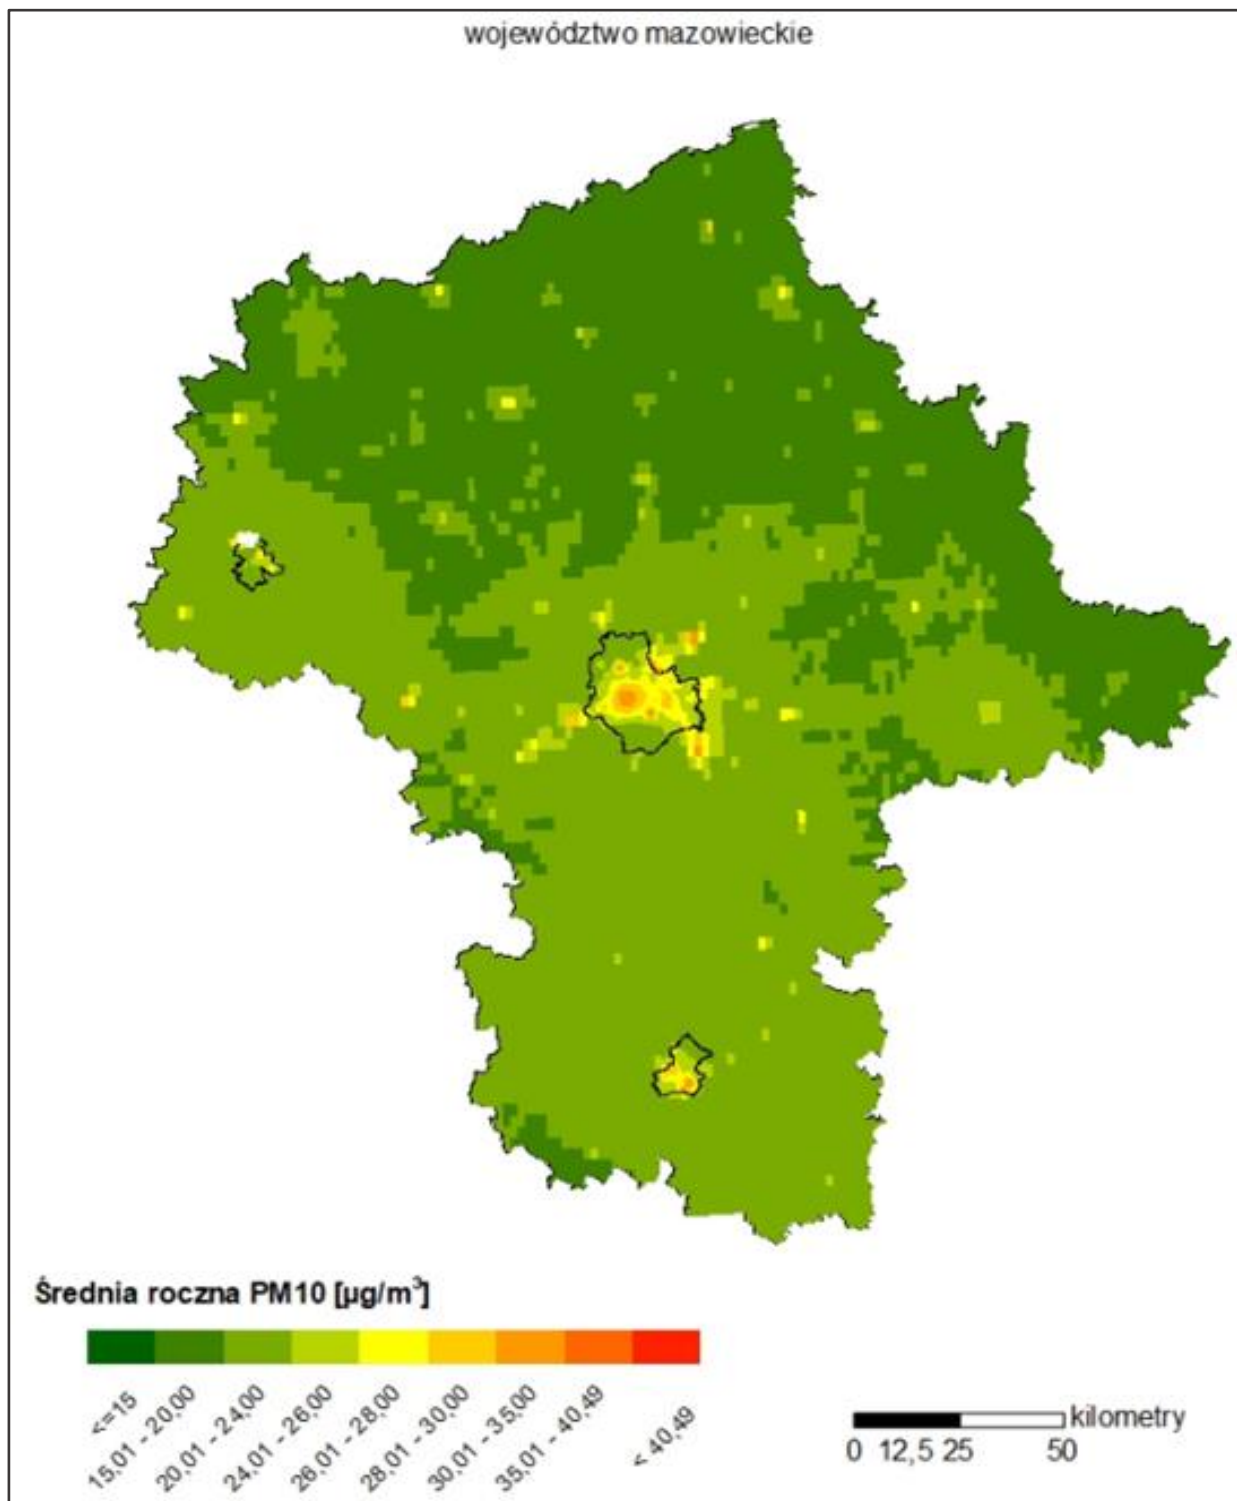 województwo mazowieckie
Średnia roczna PM10 [µg/m³]
<=15
15,01 - 20,00
20,01 - 24,00
24,01 - 26,00
26,01 - 28,00
28,01 - 30,00
30,01 - 35,00
35,01 - 40,49
< 40,49
kilometry
0 12,5 25 50